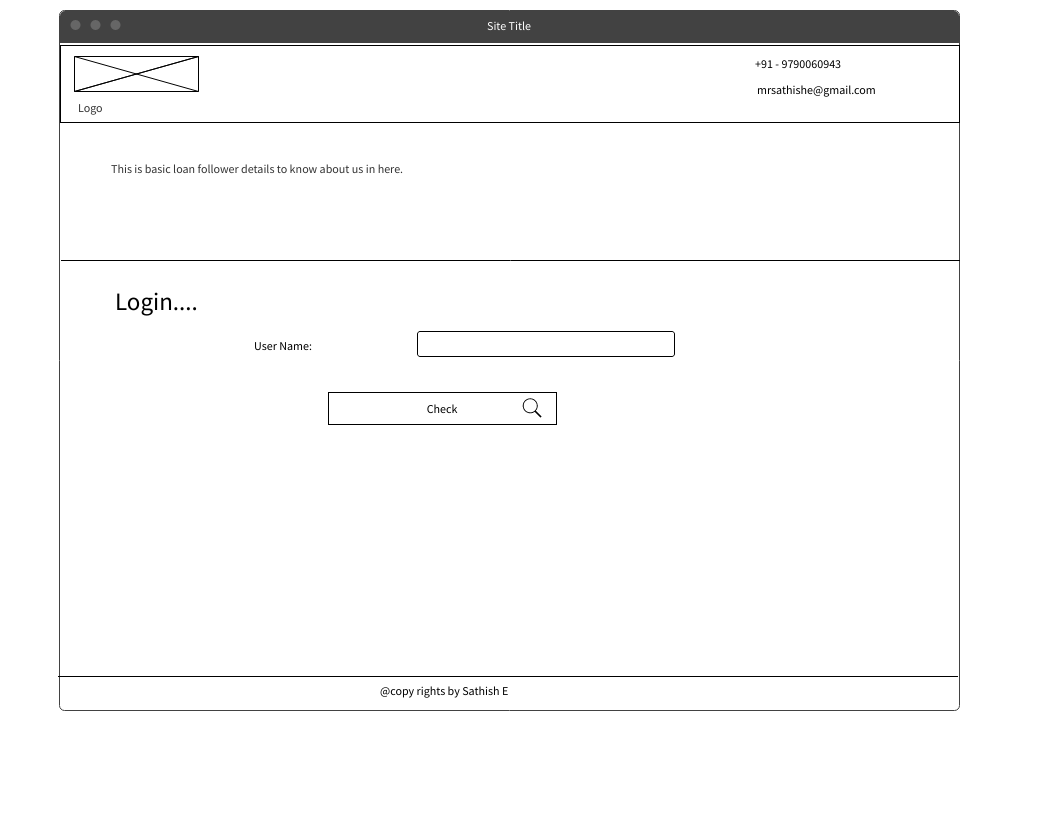 Site Title
+91 - 9790060943
mrsathishe@gmail.com
Logo
This is basic loan follower details to know about us in here.
Login....
User Name:
Check
@copy rights by Sathish E